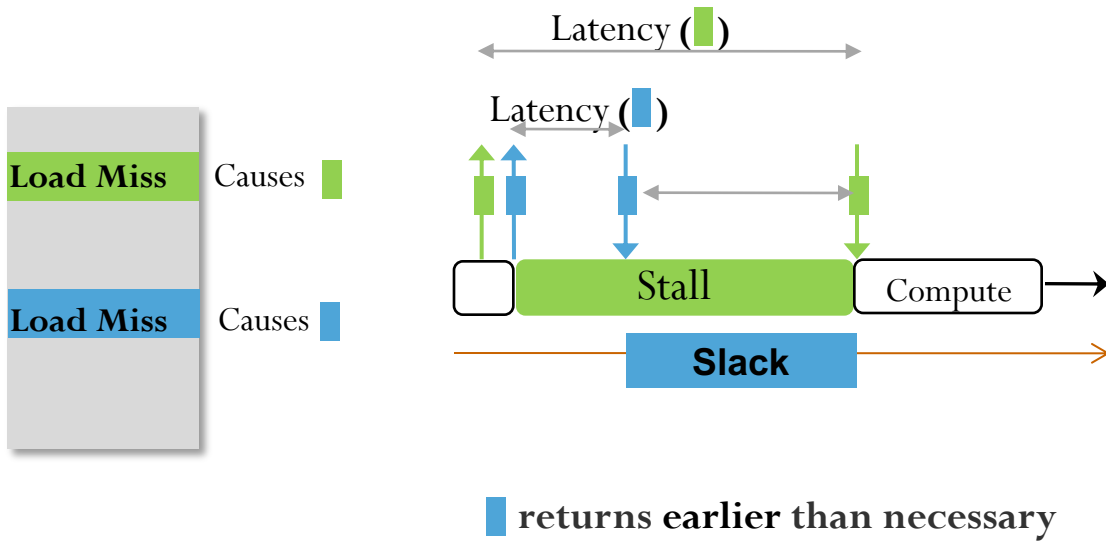 Latency ( )
Latency ( )
Load Miss Causes
Load Miss Causes
Stall
Compute
Slack
returns earlier than necessary